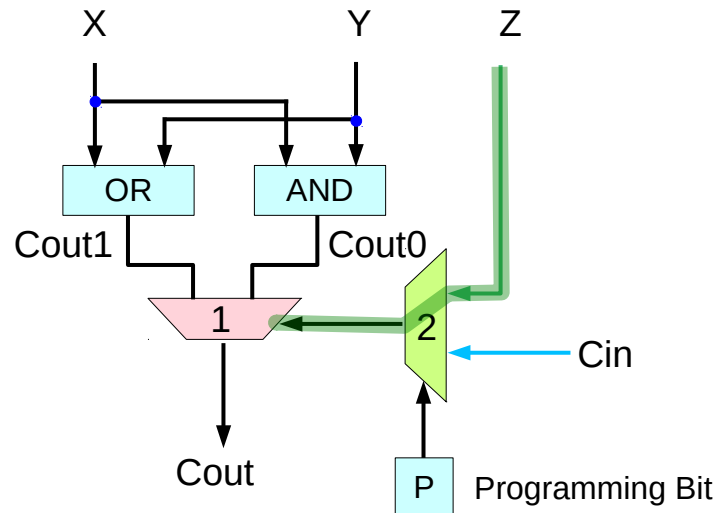 X
Y
Z
OR
AND
Cout1
Cout0
1
2
Cin
Cout
P
Programming Bit